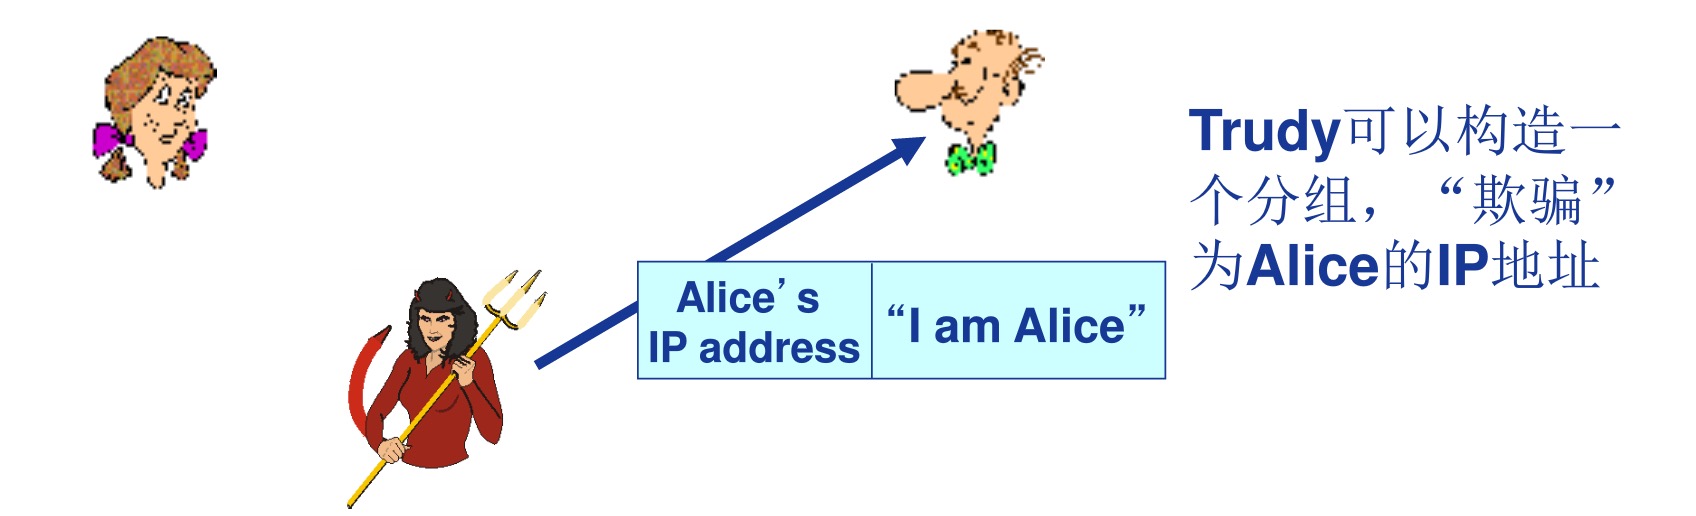 Trudy可以构造一
个分组，“欺骗”
为Alice的IP地址
Alice’s
IP address
“I am Alice”